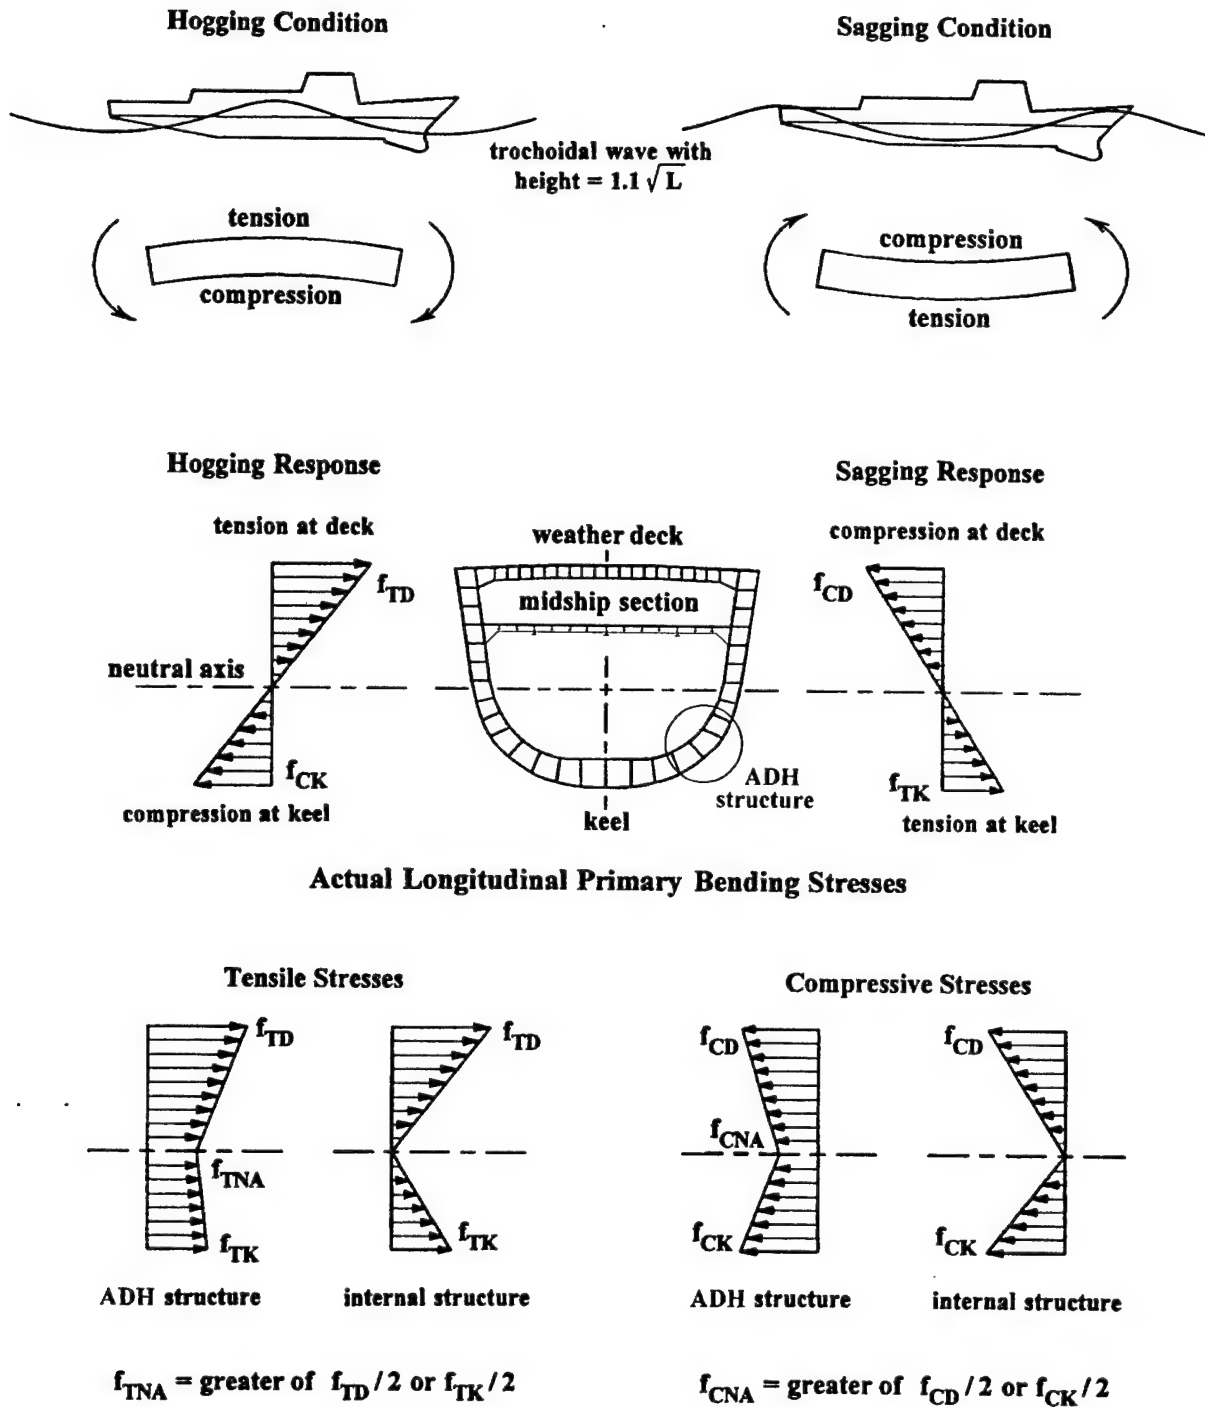 Hogging Condition
Sagging Condition
trochoidal wave with
height = 1.1 √L
tension
compression
compression
tension
Hogging Response
Sagging Response
tension at deck
weather deck
compression at deck
f_TD
midship section
f_CD
neutral axis
f_CK
ADH
structure
f_TK
compression at keel
keel
tension at keel
Actual Longitudinal Primary Bending Stresses
Tensile Stresses
Compressive Stresses
f_TD
f_TD
f_CD
f_CD
f_TNA
f_CNA
f_TK
f_TK
f_CK
f_CK
ADH structure
internal structure
ADH structure
internal structure
f_TNA = greater of f_TD/2 or f_TK/2
f_CNA = greater of f_CD/2 or f_CK/2